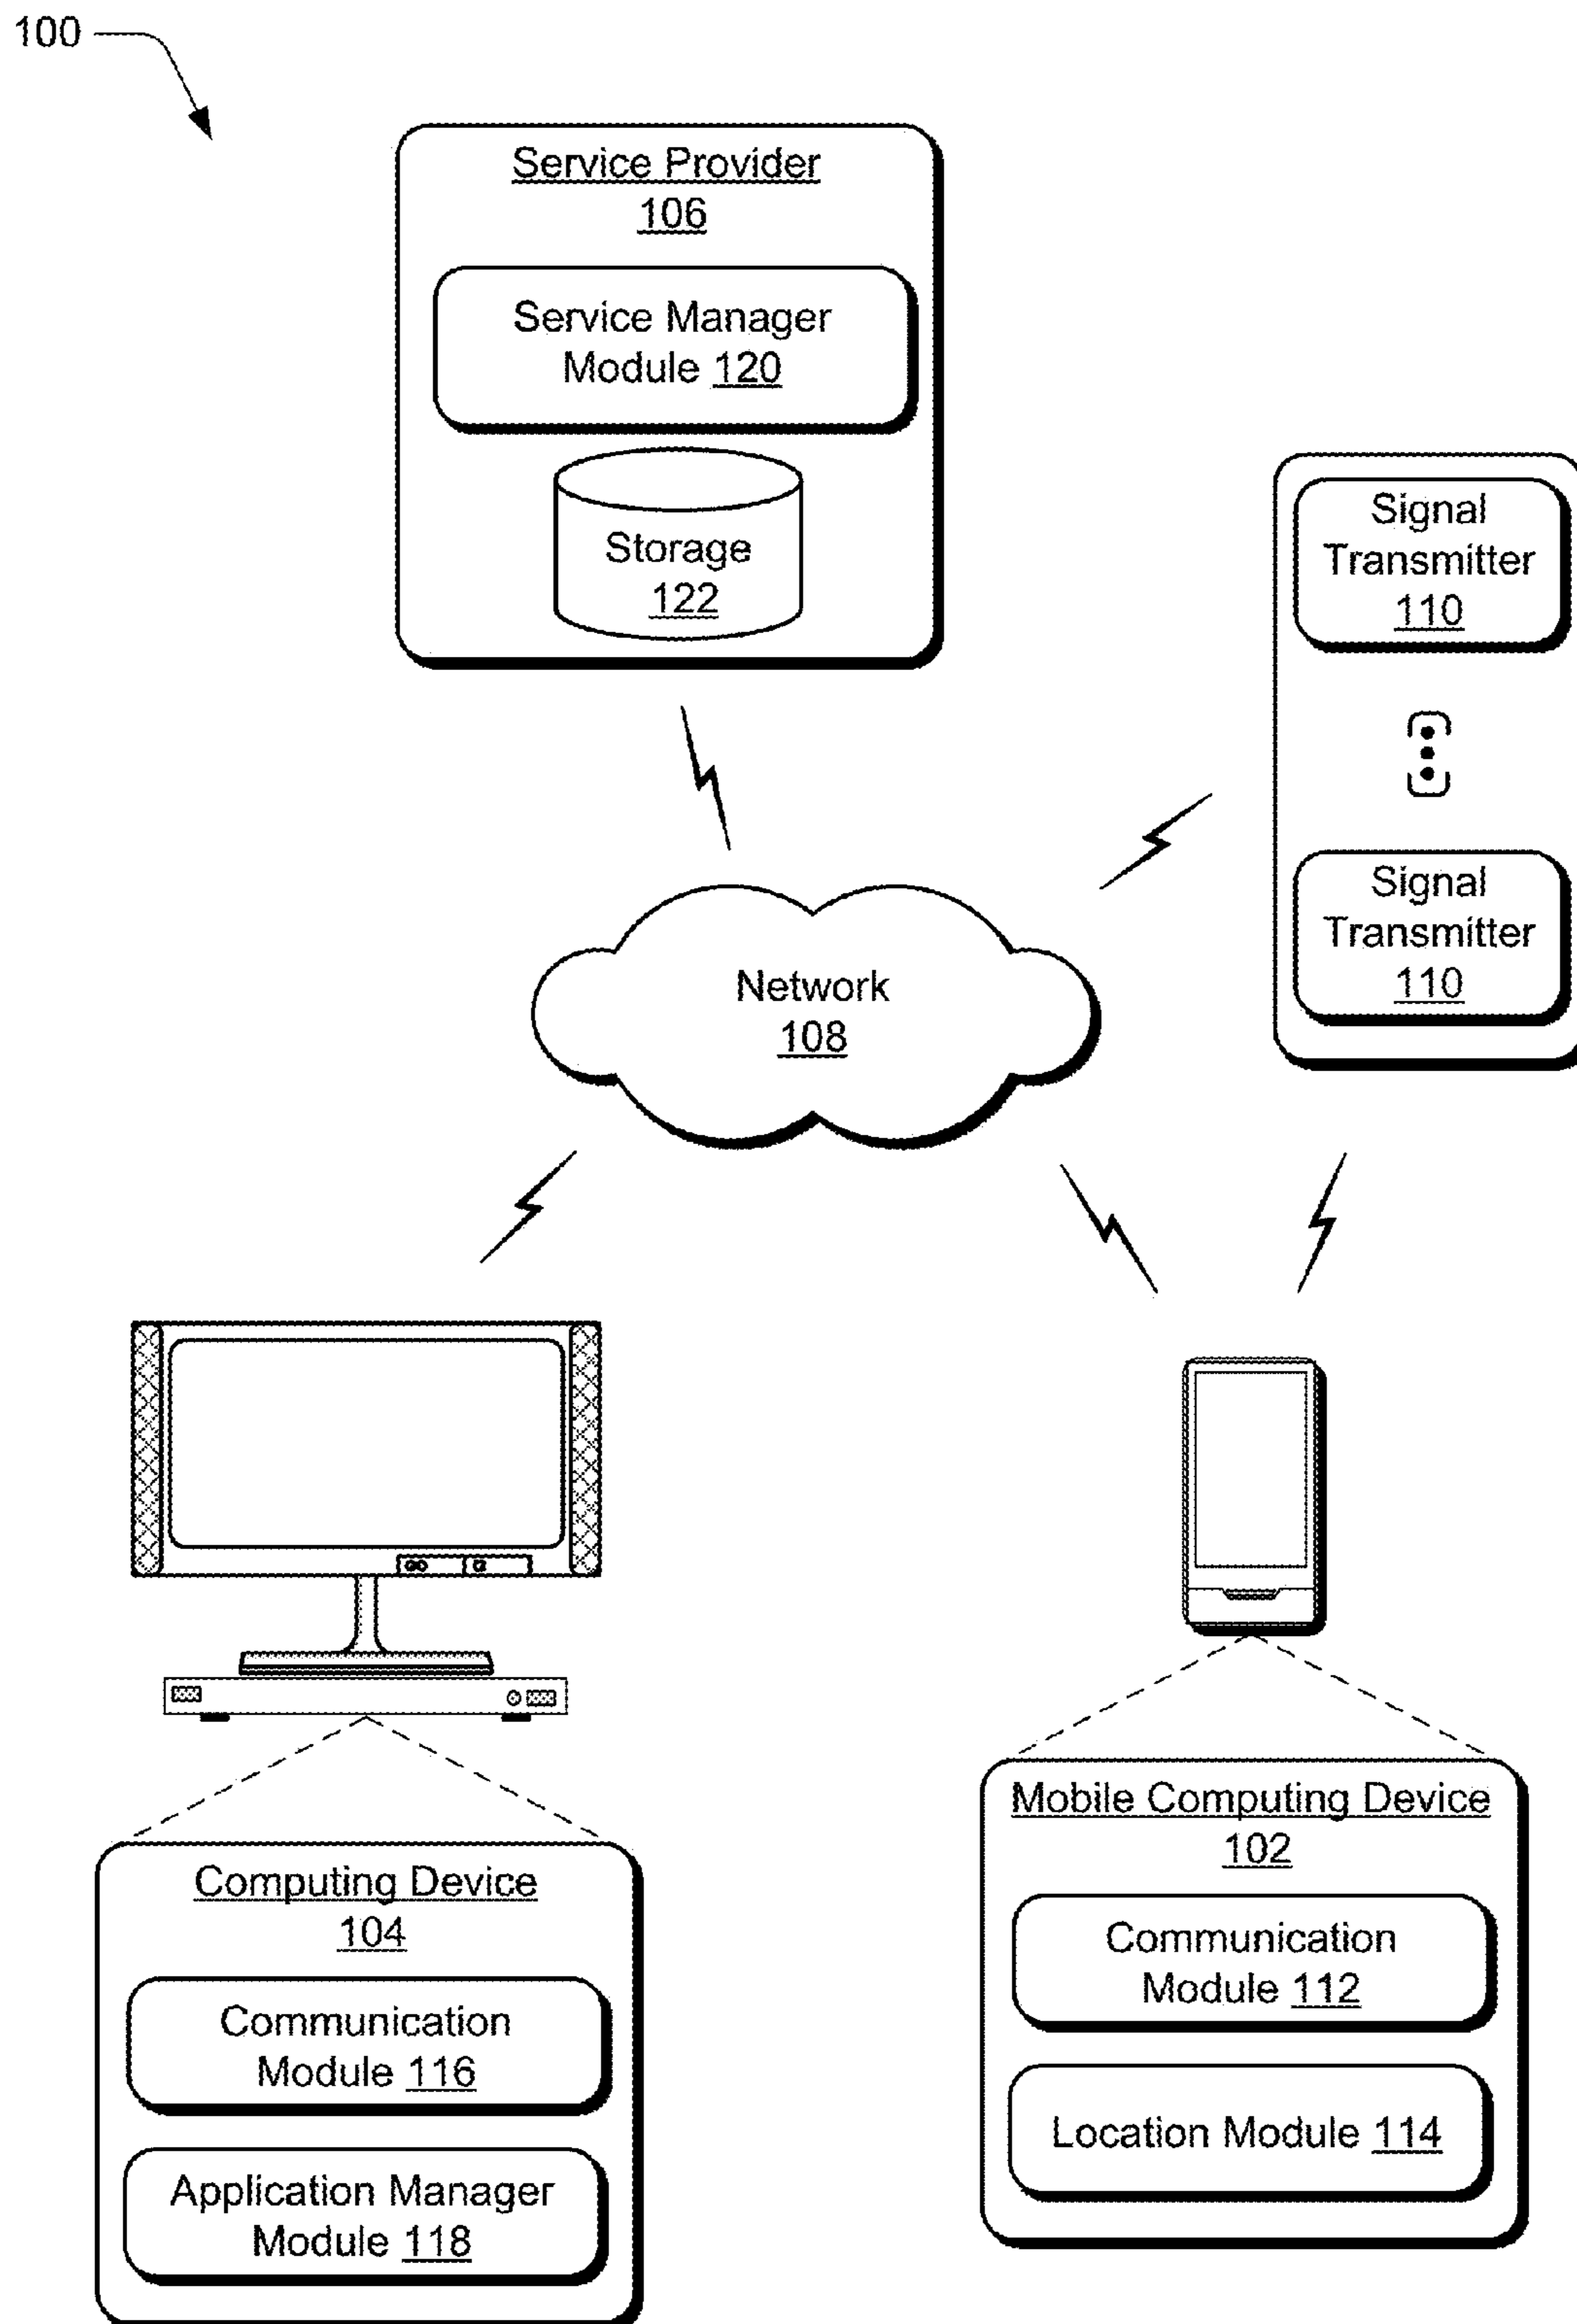 100
Service Provider
106
Service Manager
Module 120
Storage
122
Signal
Transmitter
110
Signal
Transmitter
110
Network
108
Computing Device
104
Communication
Module 116
Application Manager
Module 118
Mobile Computing Device
102
Communication
Module 112
Location Module 114